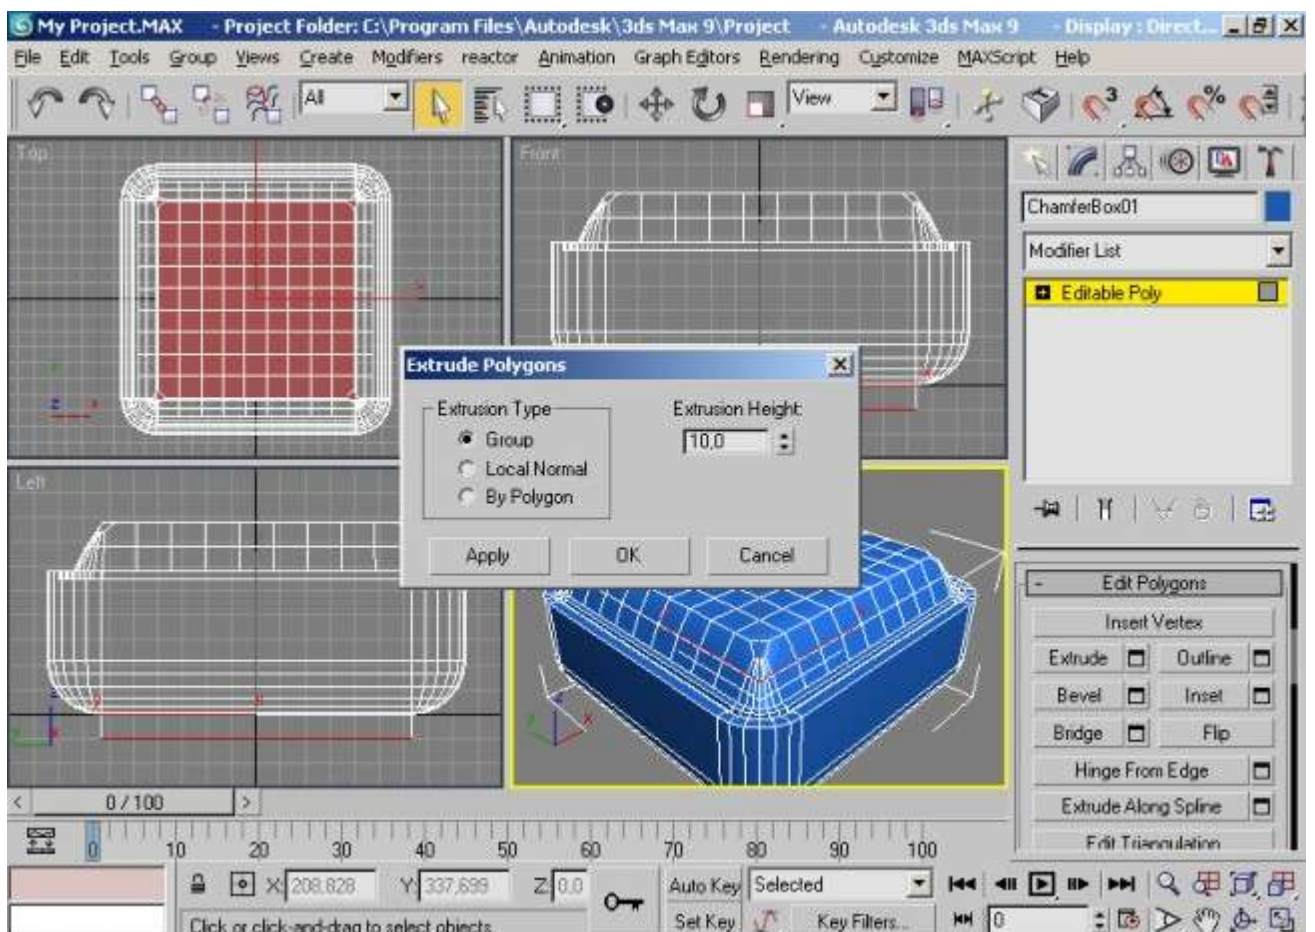 My Project.MAX - Project Folder: C:\Program Files\Autodesk\3ds Max 9\Project - Autodesk 3ds Max 9 - Display : Direct...
File Edit Tools Group Views Create Modifiers reactor Animation Graph Editors Rendering Customize MAXScript Help
All View 3 %
Top Front
ChamferBox01
Modifier List
Editable Poly
Extrude Polygons
Extrusion Type Extrusion Height:
Group 10,0
Local Normal
By Polygon
Apply OK Cancel
Left
Edit Polygons
Insert Vertex
Extrude Outline
Bevel Inset
Bridge Flip
Hinge From Edge
Extrude Along Spline
Edit Triangulation
< 0 / 100 >
0 10 20 30 40 50 60 70 80 90 100
X: 208.828 Y: 337.699 Z: 0.0 Auto Key Selected
Click or click-and-drag to select objects Set Key Key Filters... 0